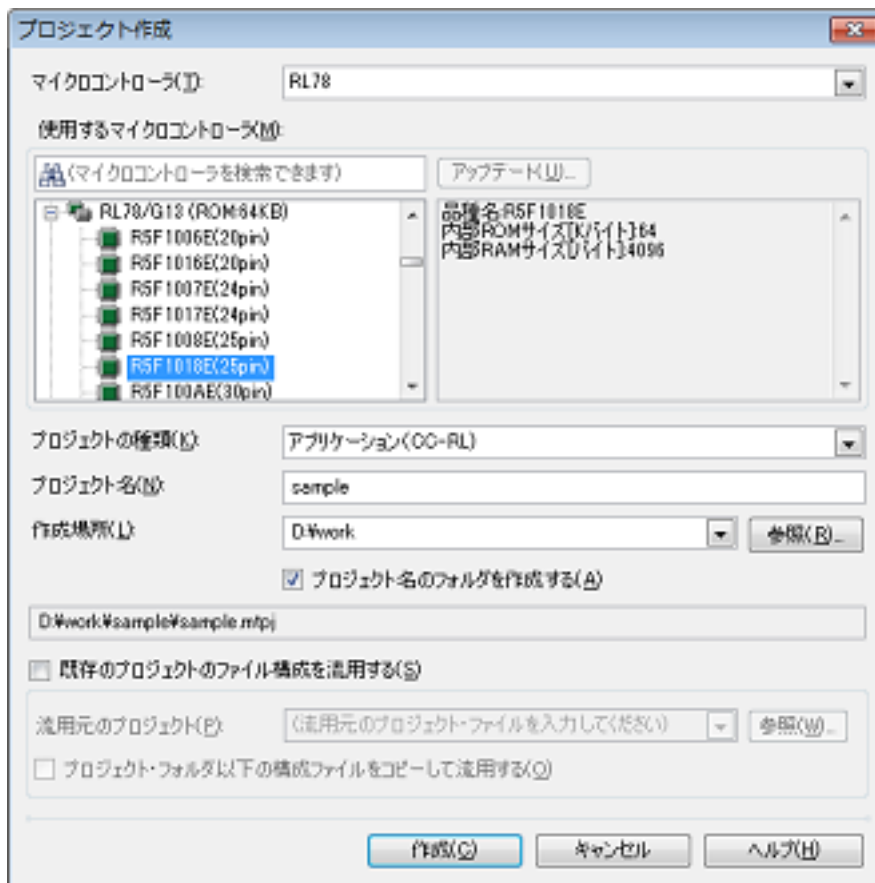 プロジェクト作成
マイクロコントローラ(T): RL78
使用するマイクロコントローラ(M):
(マイクロコントローラを検索できます) アップデート(U)...
RL78/G13 (ROM:64KB)
R5F1006E(20pin)
R5F1016E(20pin)
R5F1007E(24pin)
R5F1017E(24pin)
R5F1008E(25pin)
R5F1018E(25pin)
R5F100AE(30pin)
品種名:R5F1018E
内部ROMサイズ[Kバイト]:64
内部RAMサイズ[バイト]:4096
プロジェクトの種類(K): アプリケーション(CC-RL)
プロジェクト名(N): sample
作成場所(L): D:¥work 参照(R)...
プロジェクト名のフォルダを作成する(A)
D:¥work¥sample¥sample.mtpj
既存のプロジェクトのファイル構成を流用する(S)
流用元のプロジェクト(P): (流用元のプロジェクト・ファイルを入力してください) 参照(W)...
プロジェクト・フォルダ以下の構成ファイルをコピーして流用する(O)
作成(C) キャンセル ヘルプ(H)